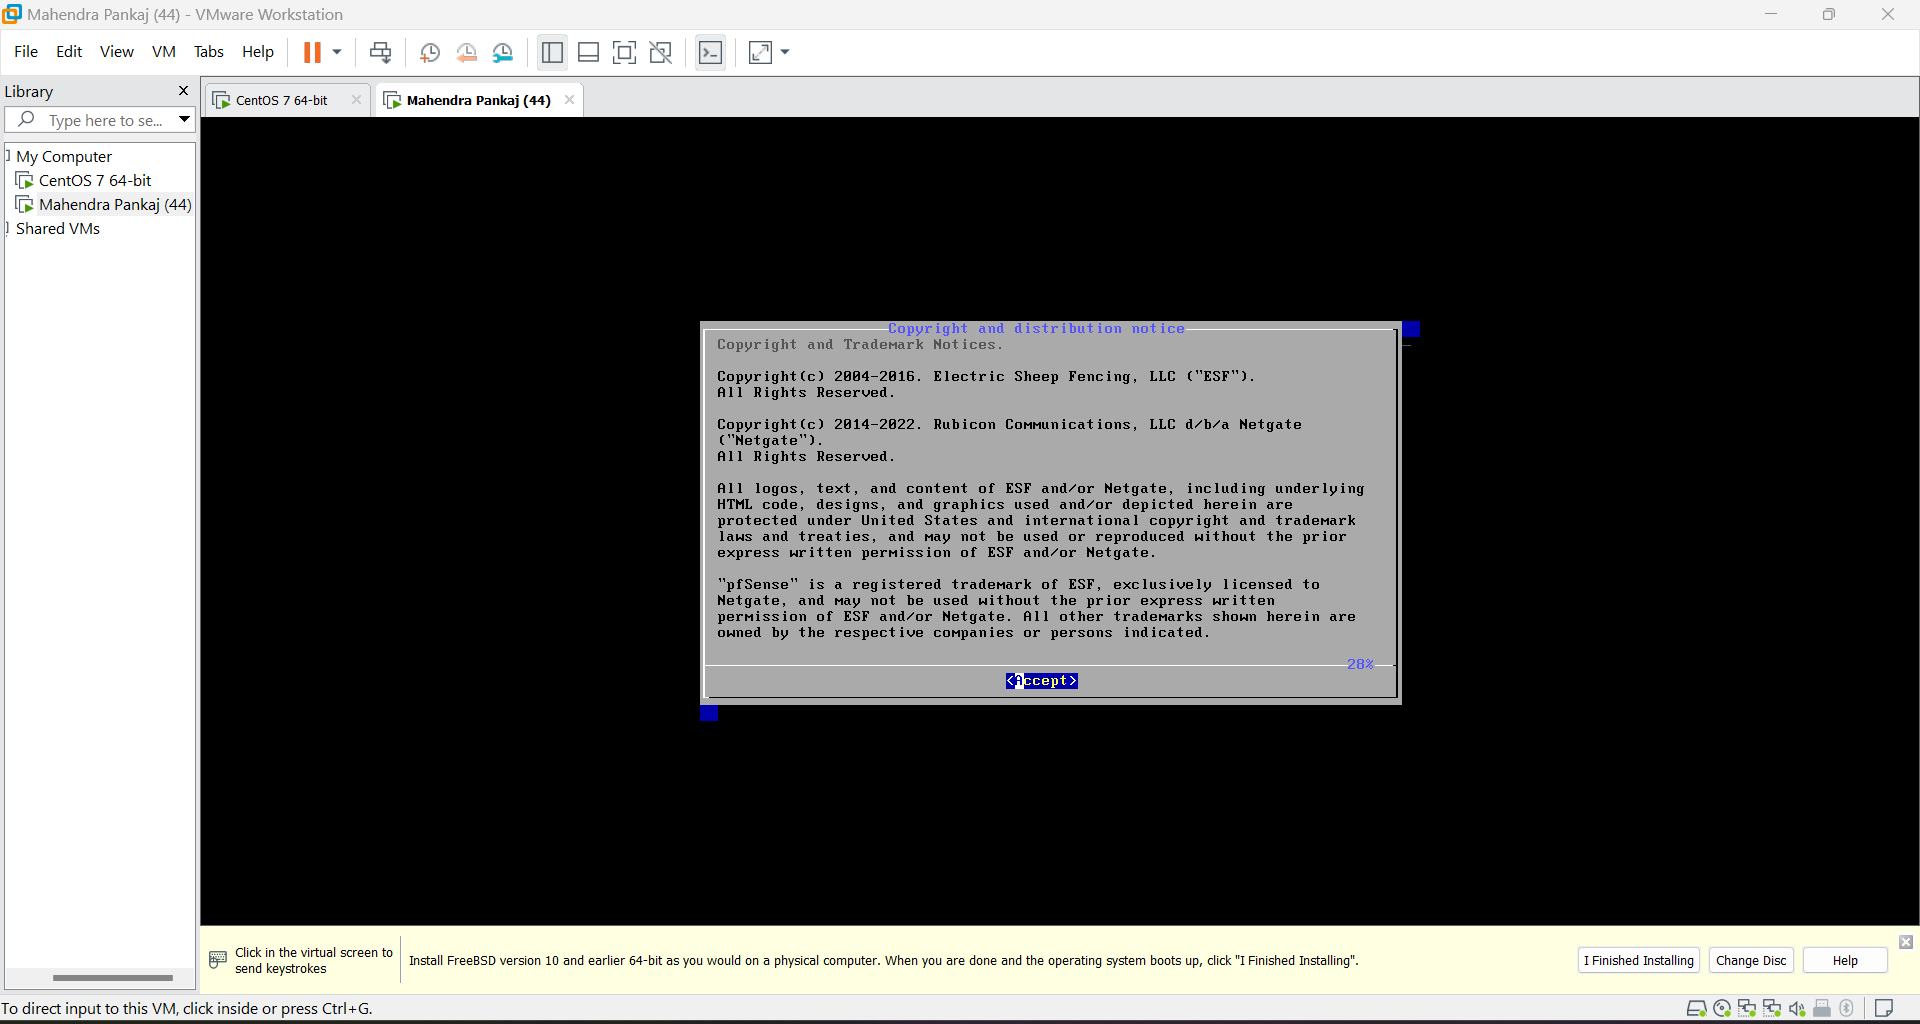 Mahendra Pankaj (44) - VMware Workstation
File Edit View VM Tabs Help
Library
CentOS 7 64-bit
Mahendra Pankaj (44)
Type here to se...
My Computer
CentOS 7 64-bit
Mahendra Pankaj (44)
Shared VMs
Copyright and distribution notice
Copyright and Trademark Notices.
Copyright(c) 2004-2016. Electric Sheep Fencing, LLC ("ESF").
All Rights Reserved.
Copyright(c) 2014-2022. Rubicon Communications, LLC d/b/a Netgate
("Netgate").
All Rights Reserved.
All logos, text, and content of ESF and/or Netgate, including underlying
HTML code, designs, and graphics used and/or depicted herein are
protected under United States and international copyright and trademark
laws and treaties, and may not be used or reproduced without the prior
express written permission of ESF and/or Netgate.
"pfSense" is a registered trademark of ESF, exclusively licensed to
Netgate, and may not be used without the prior express written
permission of ESF and/or Netgate. All other trademarks shown herein are
owned by the respective companies or persons indicated.
28%
<Accept>
Click in the virtual screen to
send keystrokes
Install FreeBSD version 10 and earlier 64-bit as you would on a physical computer. When you are done and the operating system boots up, click "I Finished Installing".
I Finished Installing
Change Disc
Help
To direct input to this VM, click inside or press Ctrl+G.